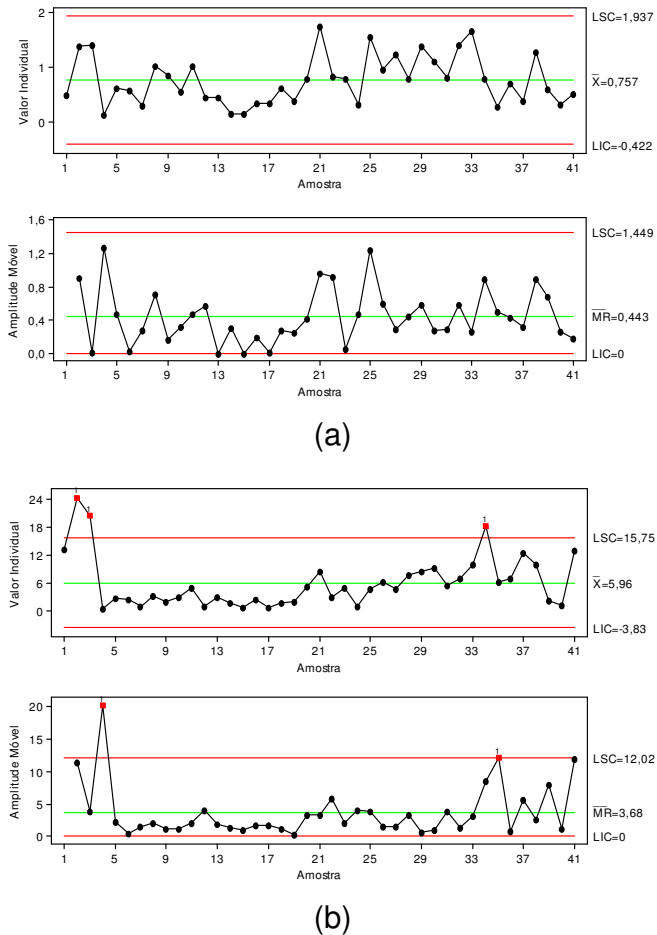 Valor Individual
2
1
0
LSC=1,937
X̄=0,757
LIC=-0,422
1 5 9 13 17 21 25 29 33 37 41
Amostra
Amplitude Móvel
1,6
1,2
0,8
0,4
0,0
LSC=1,449
M̄R̄=0,443
LIC=0
1 5 9 13 17 21 25 29 33 37 41
Amostra
(a)
Valor Individual
24
18
12
6
0
1
1
1
LSC=15,75
X̄=5,96
LIC=-3,83
1 5 9 13 17 21 25 29 33 37 41
Amostra
Amplitude Móvel
20
15
10
5
0
1
1
LSC=12,02
M̄R̄=3,68
LIC=0
1 5 9 13 17 21 25 29 33 37 41
Amostra
(b)